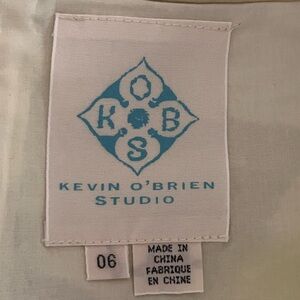 O
K B
S
KEVIN O'BRIEN
STUDIO
06
MADE IN
CHINA
FABRIQUE
EN CHINE